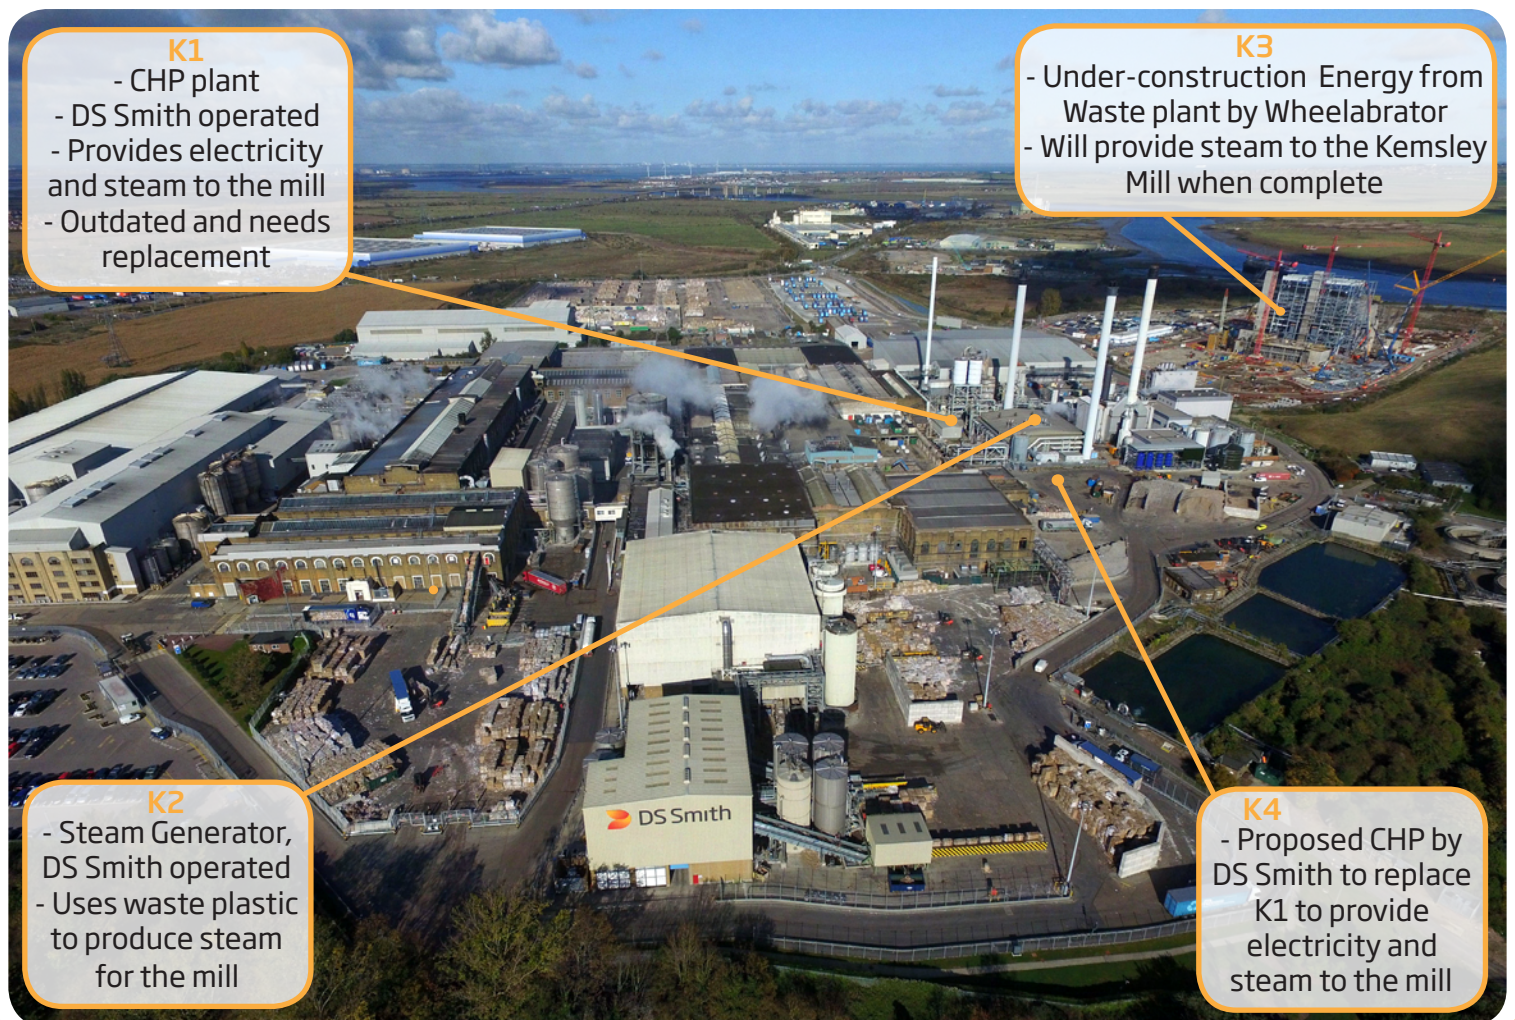 K1
- CHP plant
- DS Smith operated
- Provides electricity
and steam to the mill
- Outdated and needs
replacement
K3
- Under-construction Energy from
Waste plant by Wheelabrator
- Will provide steam to the Kemsley
Mill when complete
DS Smith
K2
- Steam Generator,
DS Smith operated
- Uses waste plastic
to produce steam
for the mill
K4
- Proposed CHP by
DS Smith to replace
K1 to provide
electricity and
steam to the mill